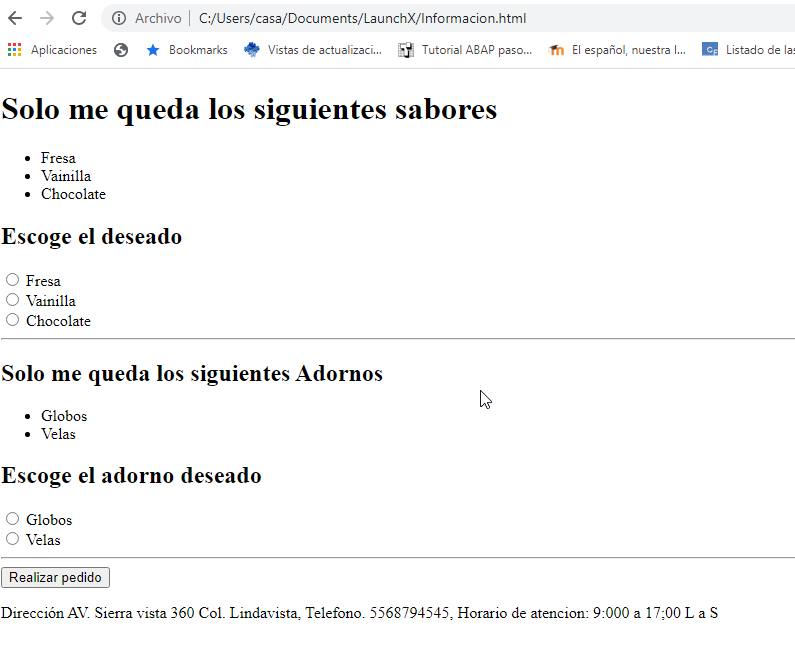 Archivo | C:/Users/casa/Documents/LaunchX/Informacion.html
Aplicaciones Bookmarks Vistas de actualizaci... Tutorial ABAP paso... El español, nuestra l... Listado de las
Solo me queda los siguientes sabores
Fresa
Vainilla
Chocolate
Escoge el deseado
Fresa
Vainilla
Chocolate
Solo me queda los siguientes Adornos
Globos
Velas
Escoge el adorno deseado
Globos
Velas
Realizar pedido
Dirección AV. Sierra vista 360 Col. Lindavista, Telefono. 5568794545, Horario de atencion: 9:000 a 17;00 L a S